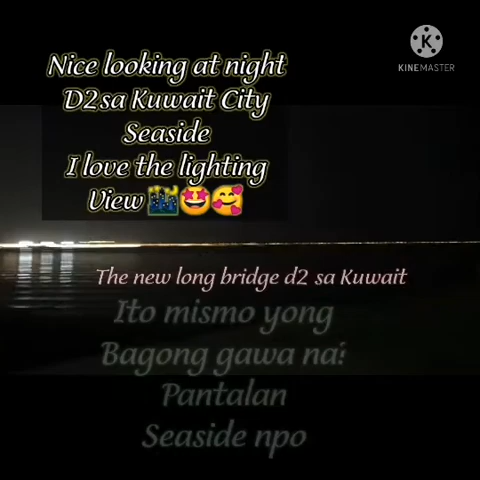 Nice looking at night
D2sa Kuwait City
Seaside
I love the lighting
View 🌃🤩🥰
K
KINEMASTER
The new long bridge d2 sa Kuwait
Ito mismo yong
Bagong gawa na:
Pantalan
Seaside npo